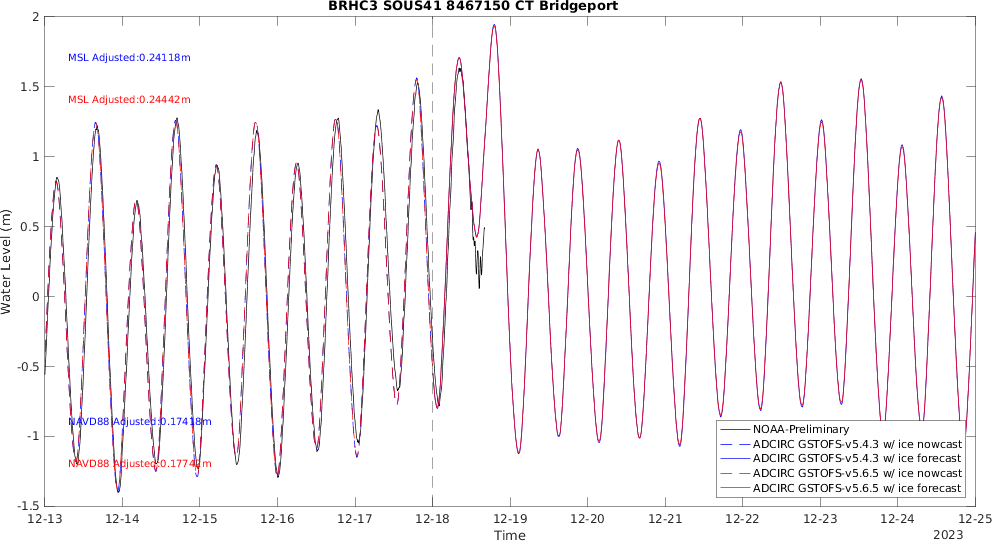 BRHC3 SOUS41 8467150 CT Bridgeport
2
1.5
1
0.5
0
-0.5
-1
-1.5
Water Level (m)
MSL Adjusted:0.24118m
MSL Adjusted:0.24442m
NAVD88 Adjusted:0.17418m
NAVD88 Adjusted:0.1774
NOAA-Preliminary
ADCIRC GSTOFS-v5.4.3 w/ ice nowcast
ADCIRC GSTOFS-v5.4.3 w/ ice forecast
ADCIRC GSTOFS-v5.6.5 w/ ice nowcast
ADCIRC GSTOFS-v5.6.5 w/ ice forecast
12-13 12-14 12-15 12-16 12-17 12-18 12-19 12-20 12-21 12-22 12-23 12-24 12-25
Time
2023